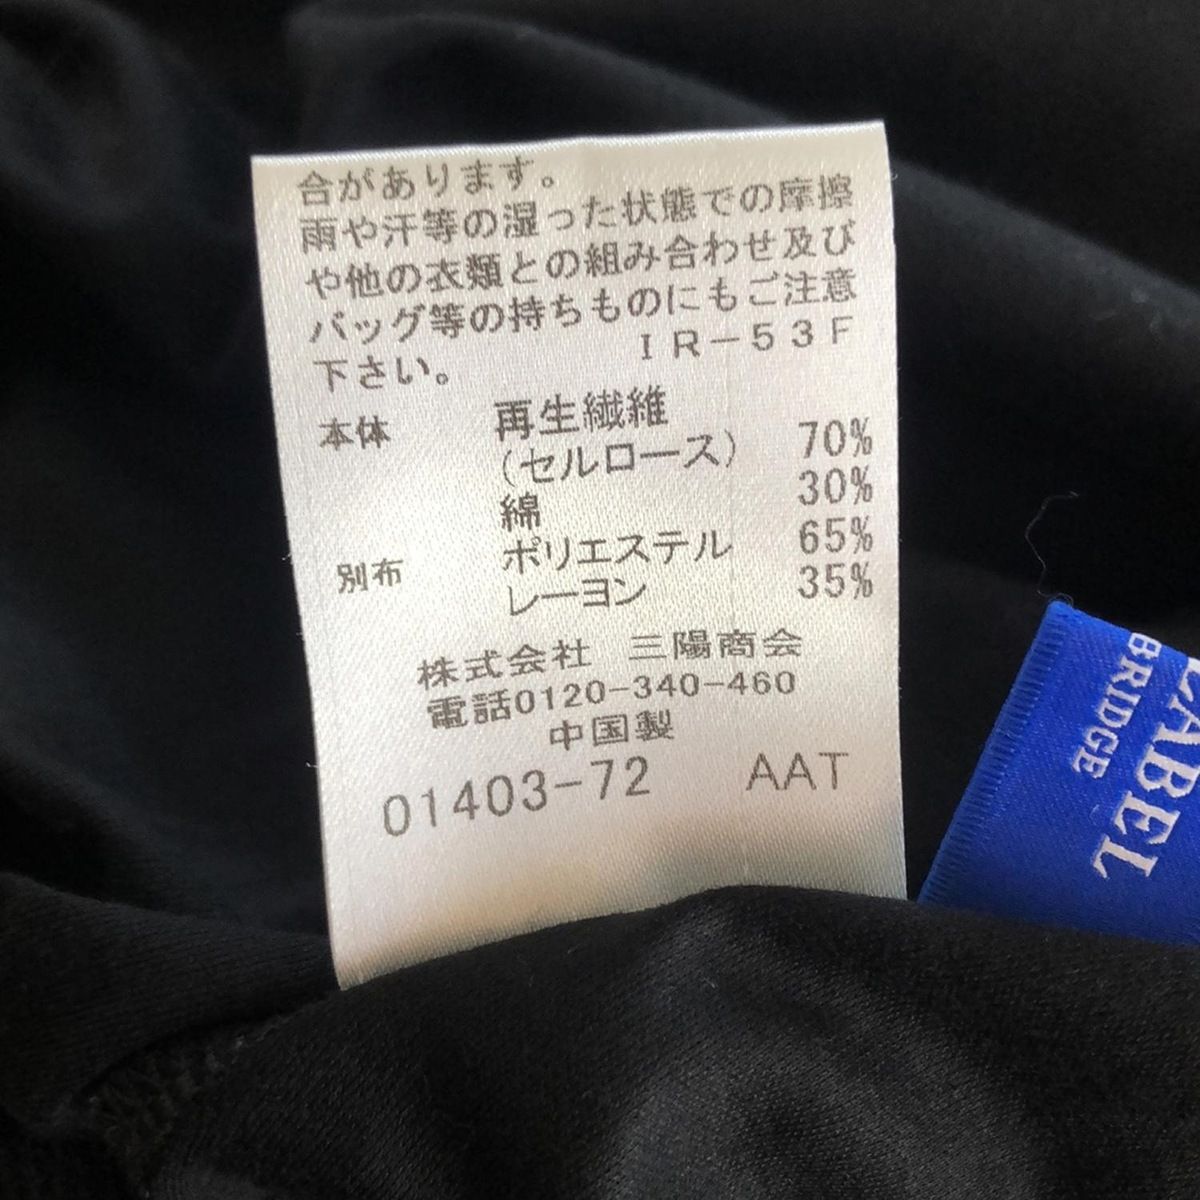 合があります。
雨や汗等の湿った状態での摩擦
や他の衣類との組み合わせ及び
バッグ等の持ちものにもご注意
下さい。 ＩＲ－５３Ｆ
本体 再生繊維
(セルロース) 70%
綿 30%
別布 ポリエステル 65%
レーヨン 35%
株式会社 三陽商会
電話0120-340-460
中国製
01403-72 AAT
LABEL
BRIDGE